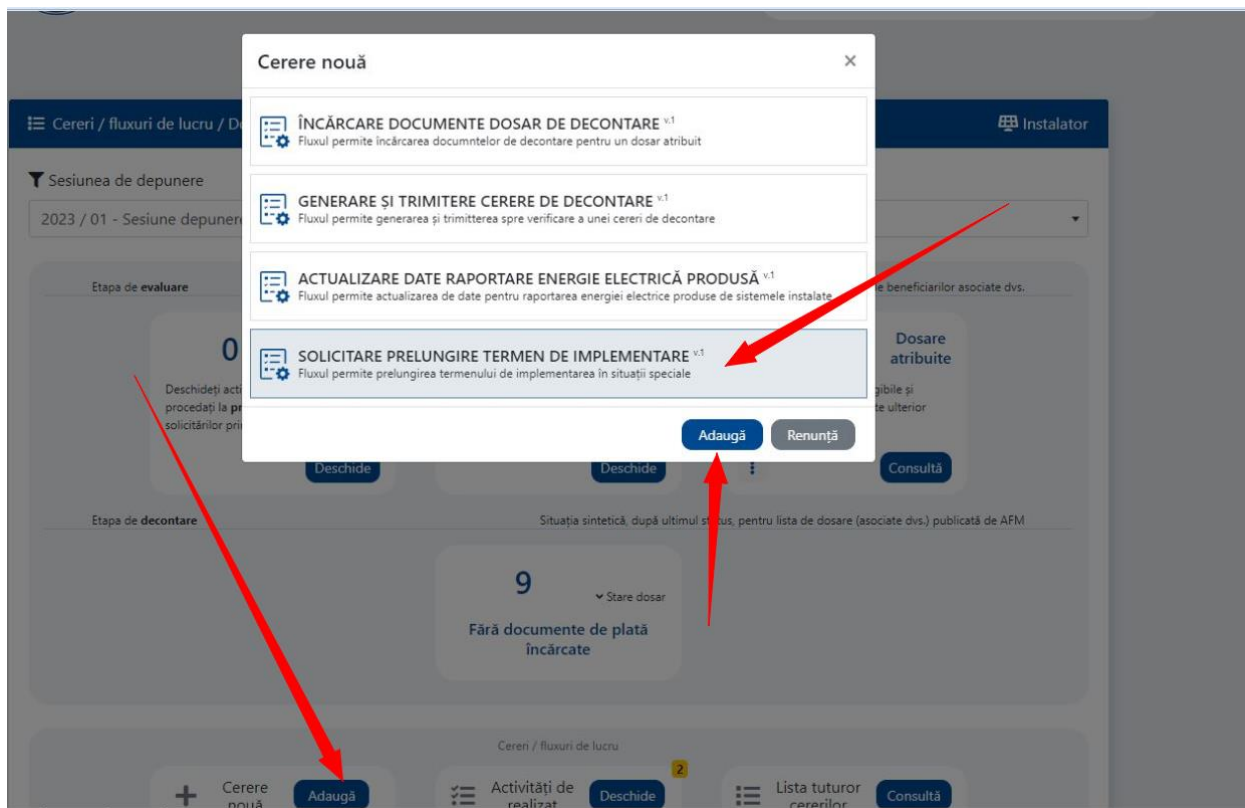 Cerere nouă ×
ÎNCĂRCARE DOCUMENTE DOSAR DE DECONTARE v.1
Fluxul permite încărcarea documntelor de decontare pentru un dosar atribuit
GENERARE ȘI TRIMITERE CERERE DE DECONTARE v.1
Fluxul permite generarea și trimitterea spre verificare a unei cereri de decontare
ACTUALIZARE DATE RAPORTARE ENERGIE ELECTRICĂ PRODUSĂ v.1
Fluxul permite actualizarea de date pentru raportarea energiei electrice produse de sistemele instalate
SOLICITARE PRELUNGIRE TERMEN DE IMPLEMENTARE v.1
Fluxul permite prelungirea termenului de implementarea în situații speciale
Adaugă Renunță
Cereri / fluxuri de lucru / D
Instalator
Sesiunea de depunere
2023 / 01 - Sesiune depuner
Etapa de evaluare
beneficiarilor asociate dvs.
0
Deschideți acti
procedați la pr
solicitărilor pri
Deschide
Deschide
Dosare
atribuite
gibile și
te ulterior
Consultă
Etapa de decontare Situația sintetică, după ultimul status, pentru lista de dosare (asociate dvs.) publicată de AFM
9 Stare dosar
Fără documente de plată
încărcate
Cereri / fluxuri de lucru
Cerere
nouă
Adaugă
Activități de
realizat
Deschide
2
Lista tuturor
cererilor
Consultă